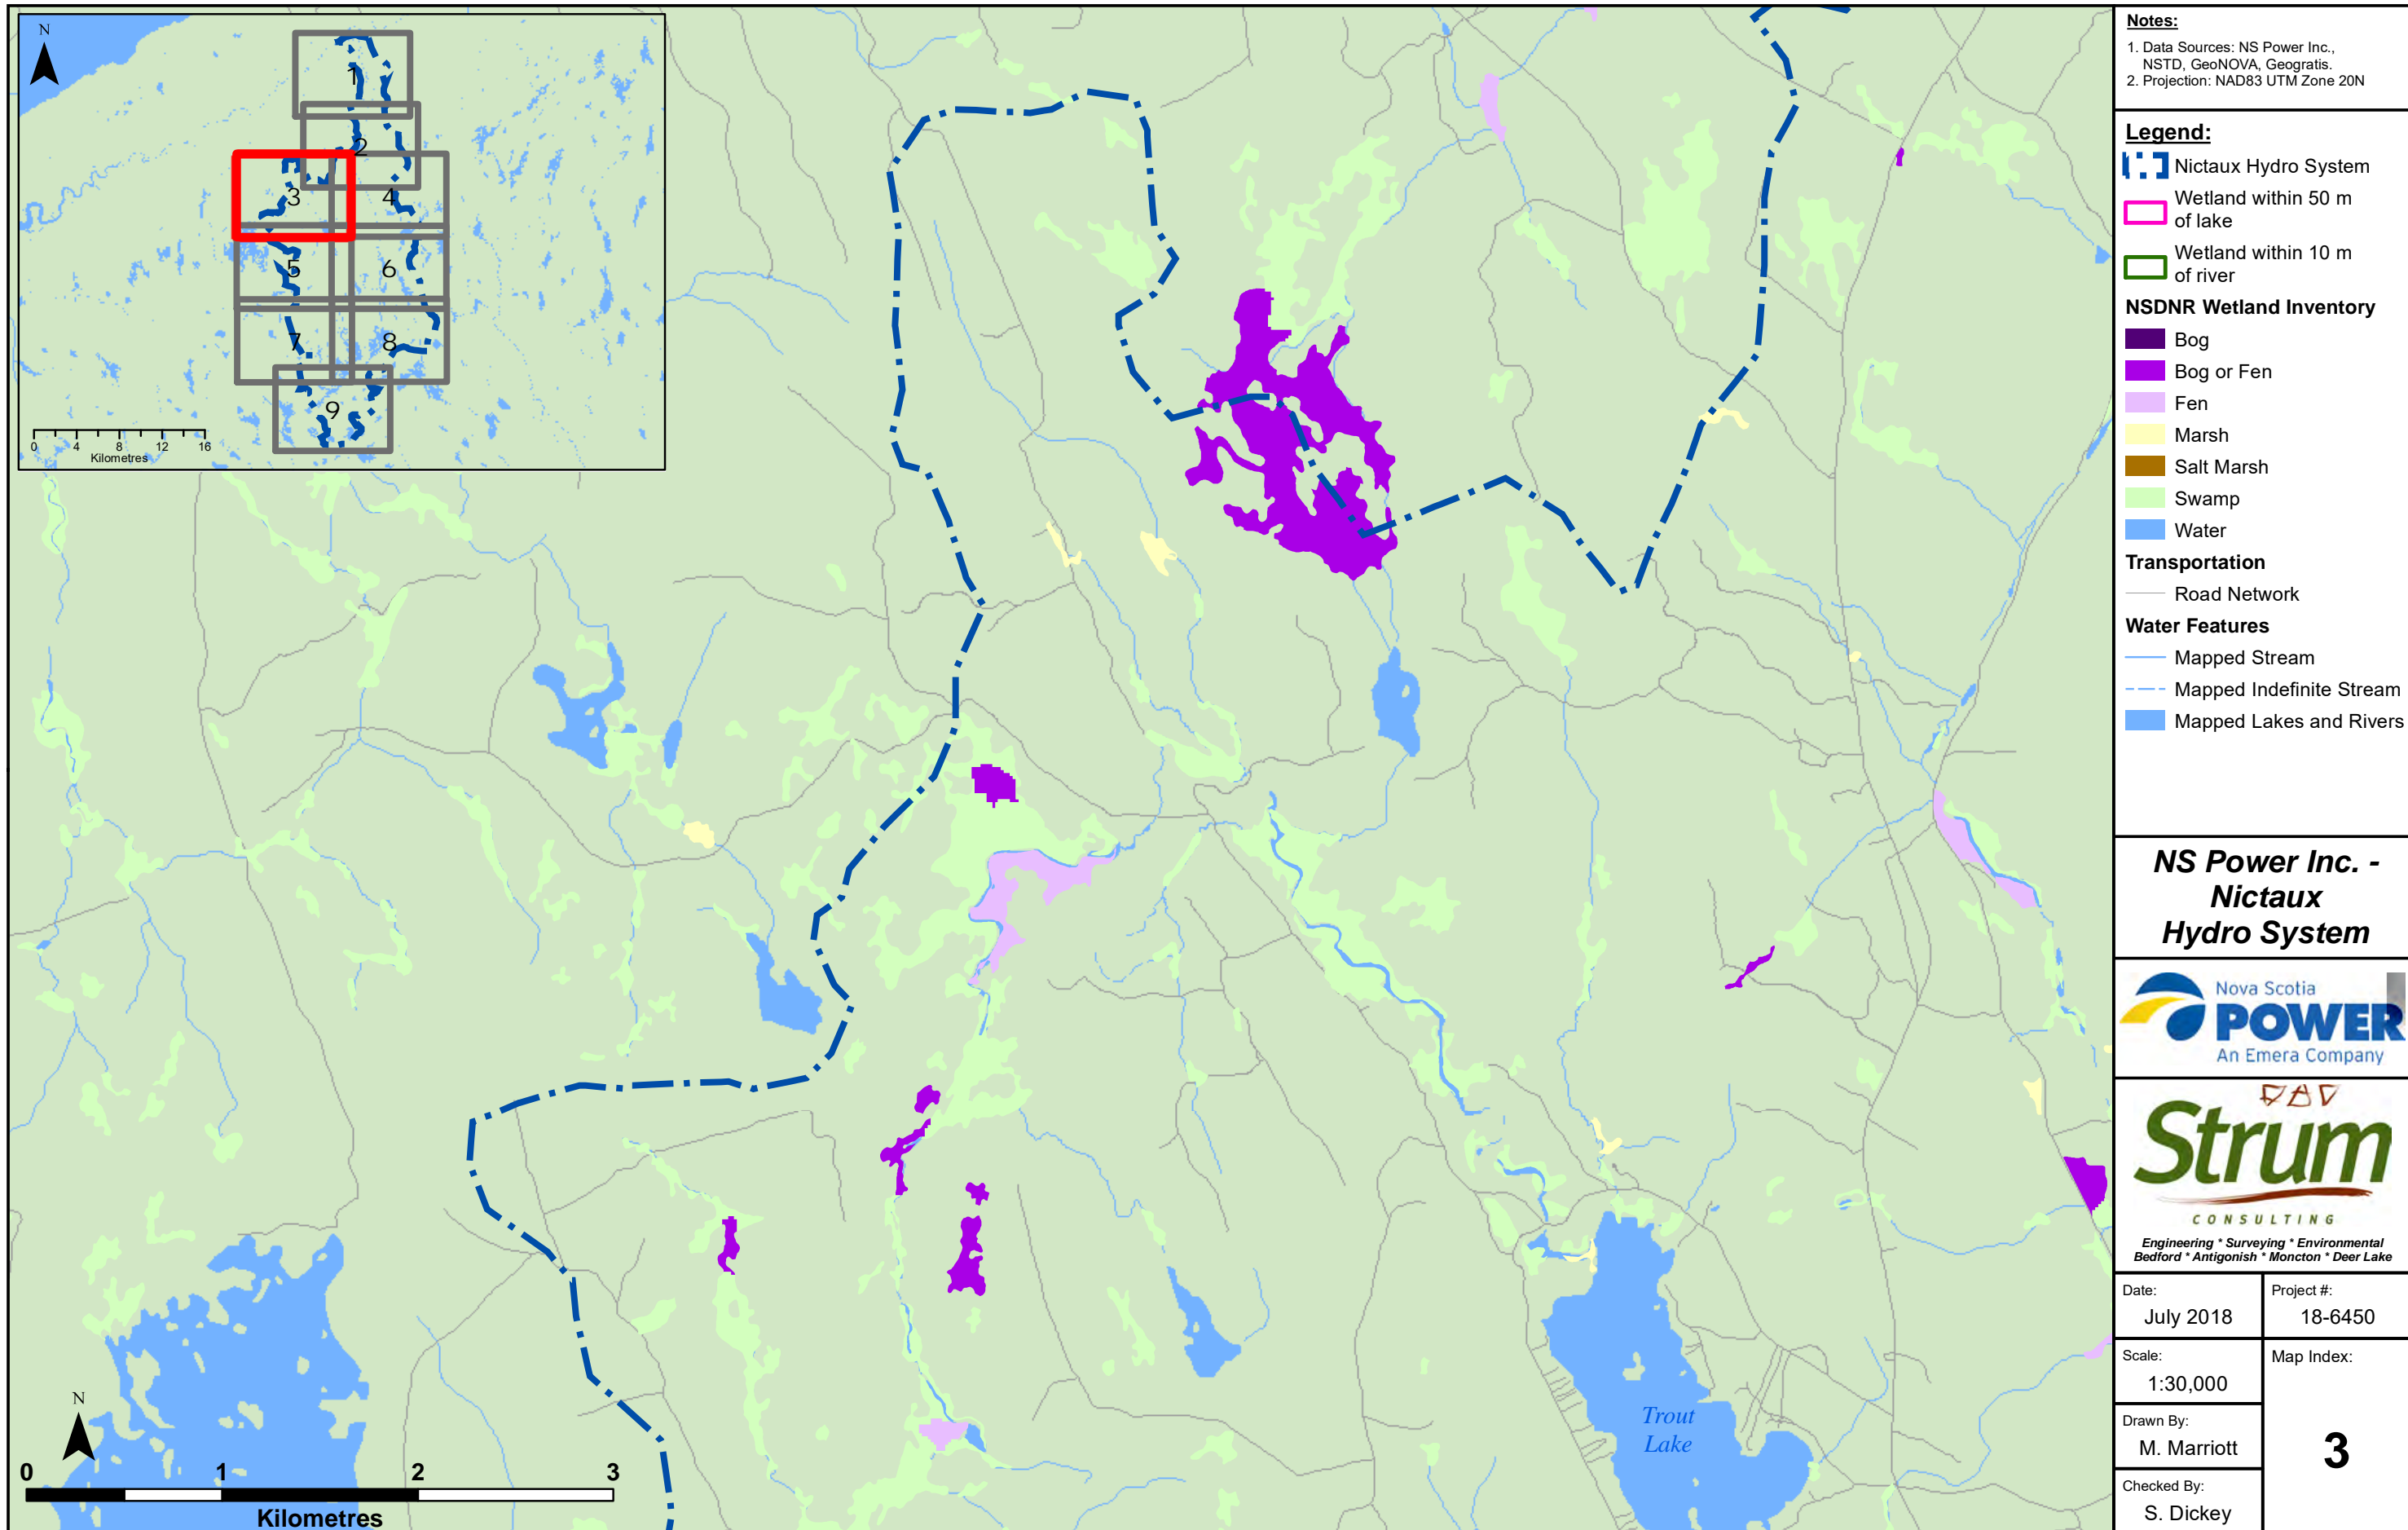 N
1
2
3
4
5
6
7
8
9
0 4 8 12 16
Kilometres
Trout
Lake
N
0 1 2 3
Kilometres
Notes:
1. Data Sources: NS Power Inc.,
NSTD, GeoNOVA, Geogratis.
2. Projection: NAD83 UTM Zone 20N
Legend:
Nictaux Hydro System
Wetland within 50 m
of lake
Wetland within 10 m
of river
NSDNR Wetland Inventory
Bog
Bog or Fen
Fen
Marsh
Salt Marsh
Swamp
Water
Transportation
Road Network
Water Features
Mapped Stream
Mapped Indefinite Stream
Mapped Lakes and Rivers
NS Power Inc. -
Nictaux
Hydro System
Nova Scotia
POWER
An Emera Company
Strum
CONSULTING
Engineering * Surveying * Environmental
Bedford * Antigonish * Moncton * Deer Lake
Date:
July 2018
Project #:
18-6450
Scale:
1:30,000
Map Index:
3
Drawn By:
M. Marriott
Checked By:
S. Dickey